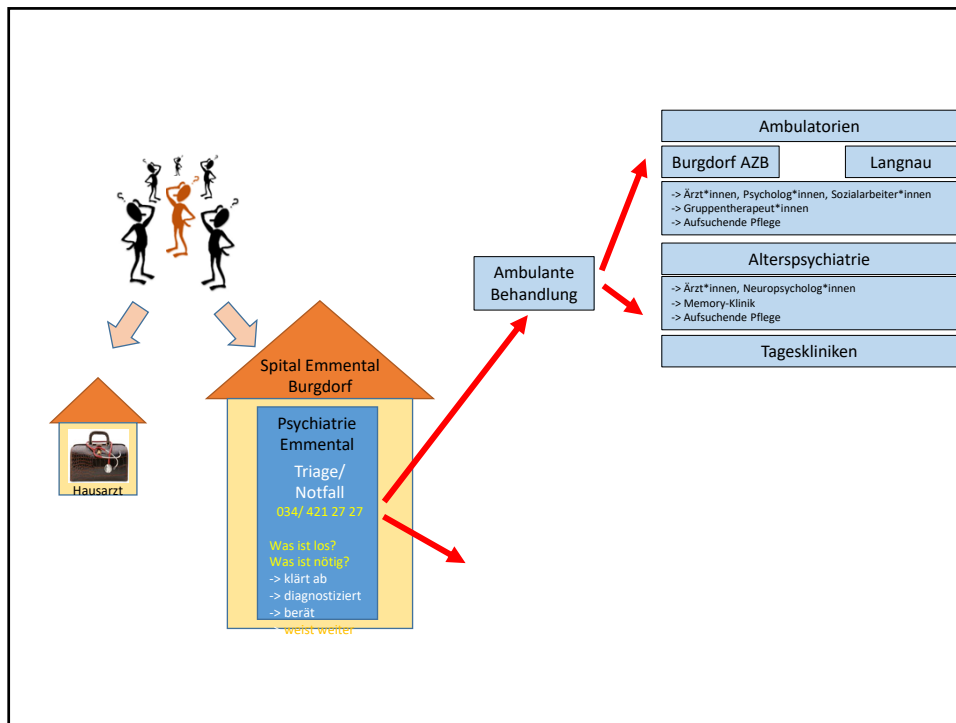 Ambulatorien
Burgdorf AZB
Langnau
-> Ärzt*innen, Psycholog*innen, Sozialarbeiter*innen
-> Gruppentherapeut*innen
-> Aufsuchende Pflege
Ambulante
Behandlung
Alterspsychiatrie
-> Ärzt*innen, Neuropsycholog*innen
-> Memory-Klinik
-> Aufsuchende Pflege
Tageskliniken
Spital Emmental
Burgdorf
Hausarzt
Psychiatrie
Emmental
Triage/
Notfall
034/ 421 27 27
Was ist los?
Was ist nötig?
-> klärt ab
-> diagnostiziert
-> berät
-> weist weiter